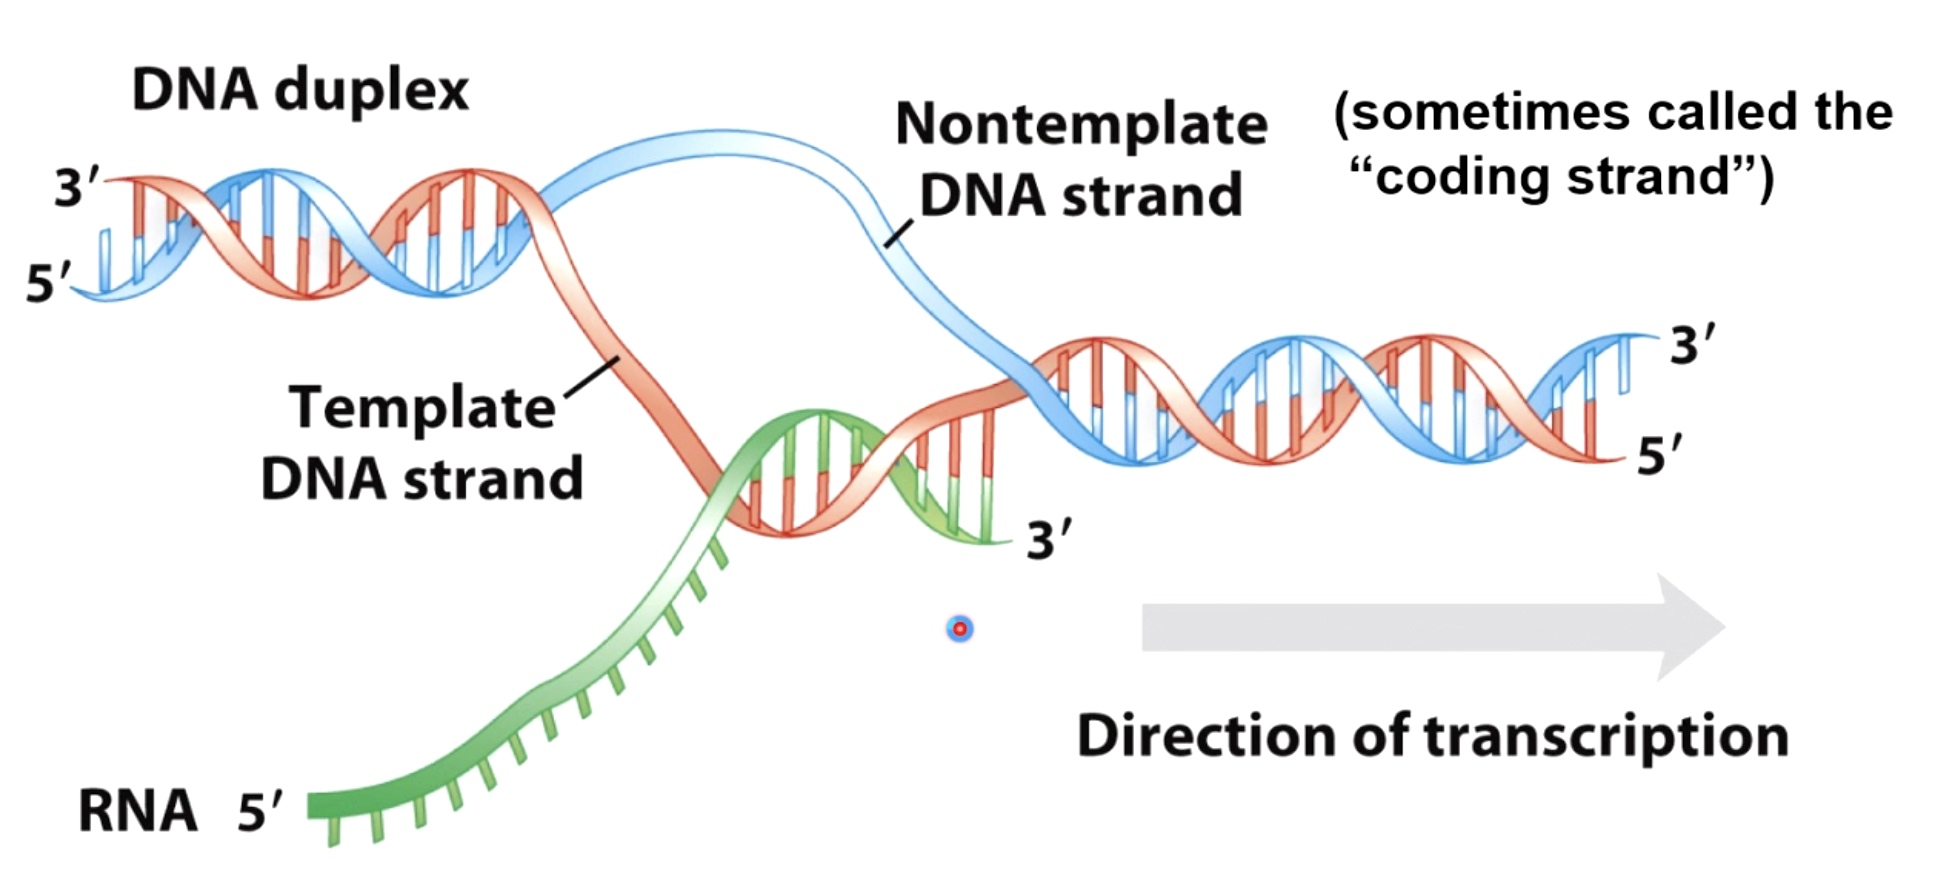 DNA duplex
Nontemplate
DNA strand
(sometimes called the
“coding strand”)
3′
5′
Template
DNA strand
3′
5′
3′
Direction of transcription
RNA 5′